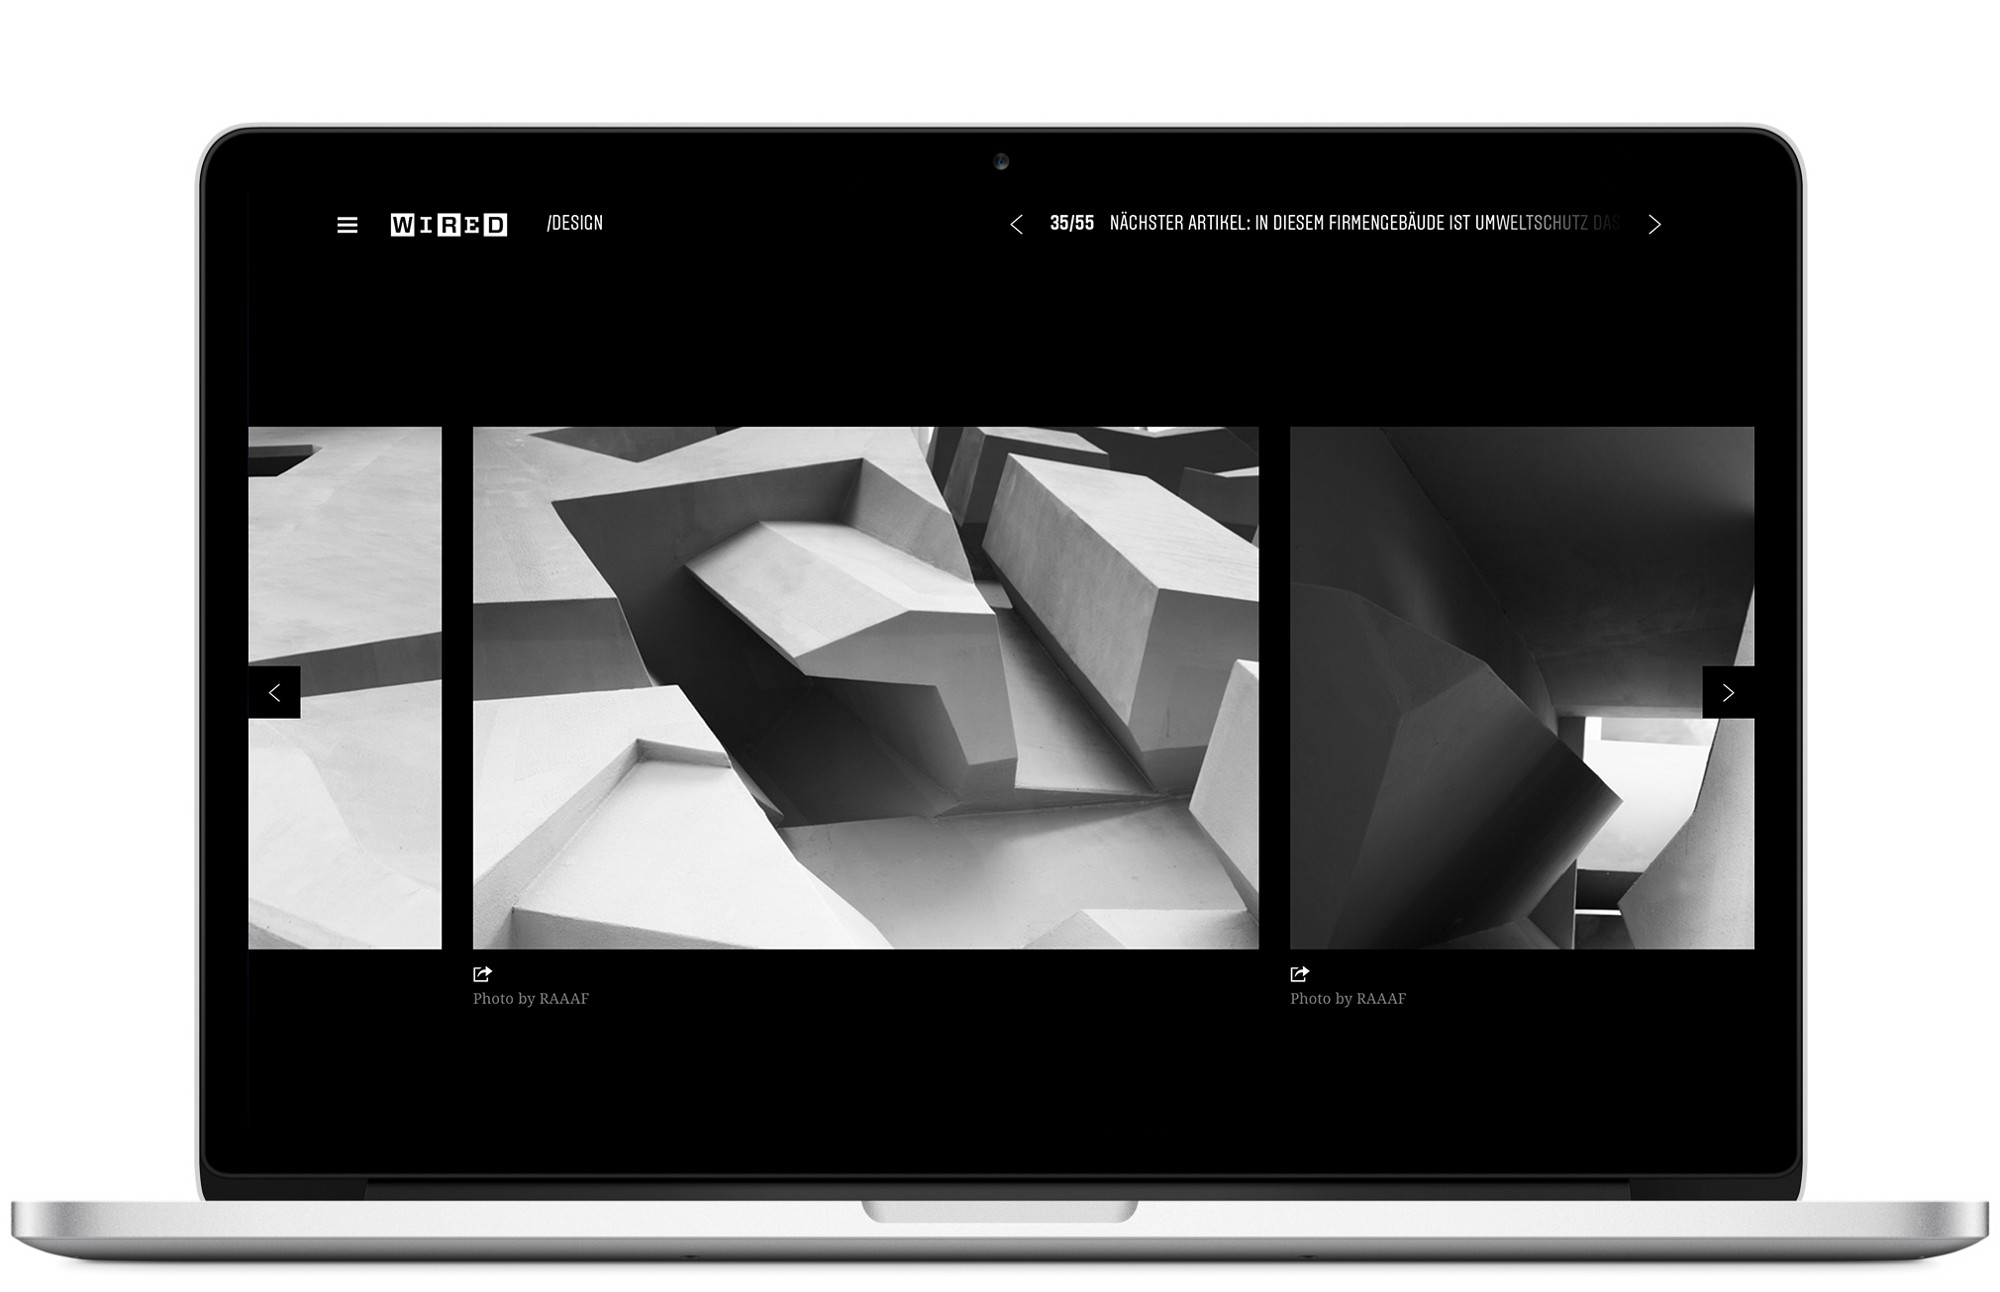 WIRED /DESIGN
35/55 NÄCHSTER ARTIKEL: IN DIESEM FIRMENGEBÄUDE IST UMWELTSCHUTZ DAS
Photo by RAAAF
Photo by RAAAF